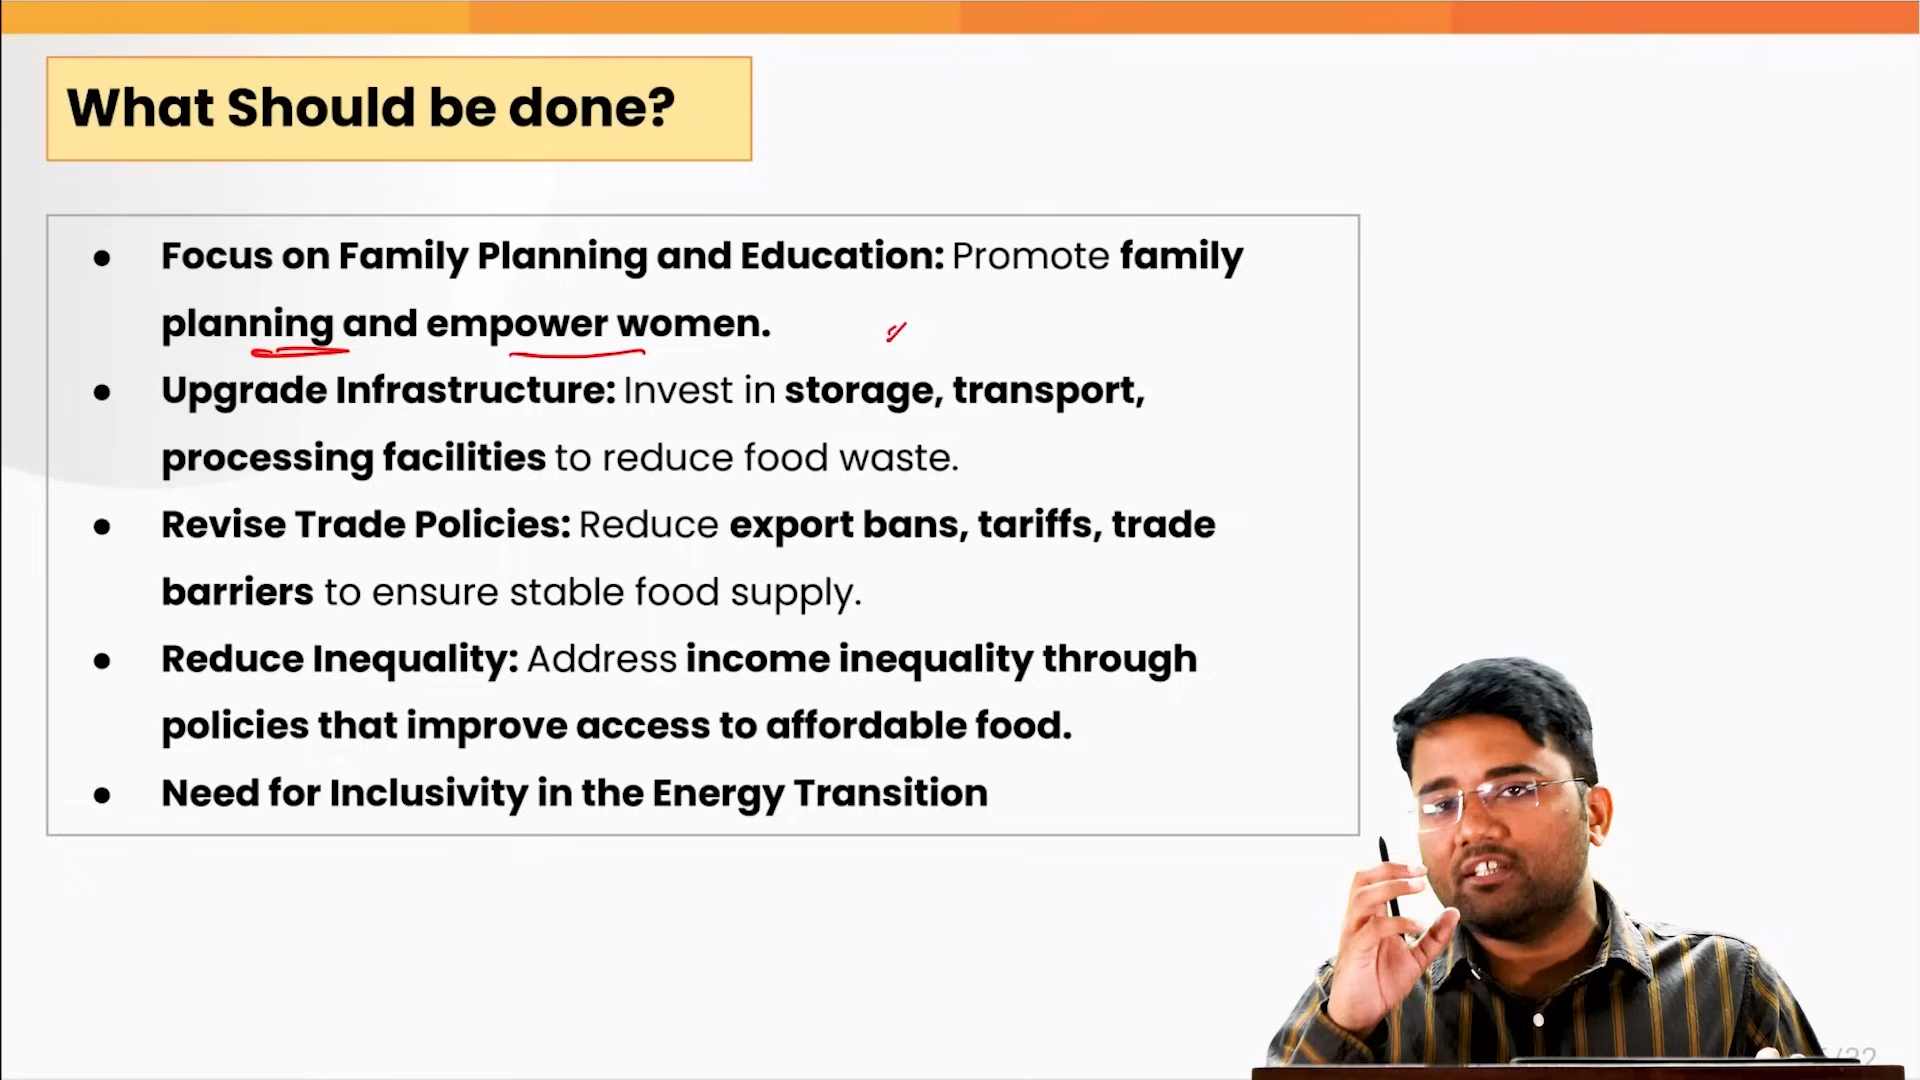 What Should be done?
● Focus on Family Planning and Education: Promote family
planning and empower women.
● Upgrade Infrastructure: Invest in storage, transport,
processing facilities to reduce food waste.
● Revise Trade Policies: Reduce export bans, tariffs, trade
barriers to ensure stable food supply.
● Reduce Inequality: Address income inequality through
policies that improve access to affordable food.
● Need for Inclusivity in the Energy Transition